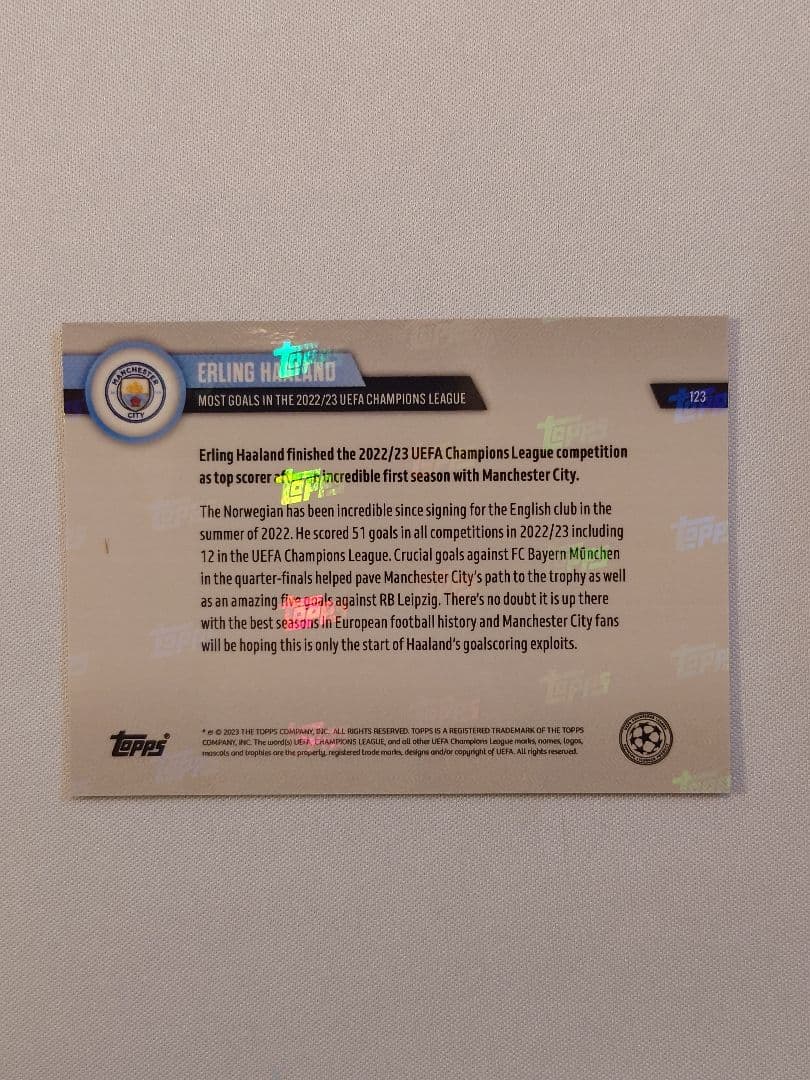 MANCHESTER
CITY
ERLING HAALAND
MOST GOALS IN THE 2022/23 UEFA CHAMPIONS LEAGUE
123
Erling Haaland finished the 2022/23 UEFA Champions League competition
as top scorer incredible first season with Manchester City.
The Norwegian has been incredible since signing for the English club in the
summer of 2022. He scored 51 goals in all competitions in 2022/23 including
12 in the UEFA Champions League. Crucial goals against FC Bayern München
in the quarter-finals helped pave Manchester City's path to the trophy as well
as an amazing five goals against RB Leipzig. There's no doubt it is up there
with the best seasons in European football history and Manchester City fans
will be hoping this is only the start of Haaland's goalscoring exploits.
Topps®
© 2023 THE TOPPS COMPANY, INC. ALL RIGHTS RESERVED. TOPPS IS A REGISTERED TRADEMARK OF THE TOPPS
COMPANY, INC. The word(s) UEFA CHAMPIONS LEAGUE, and all other UEFA Champions League marks, names, logos,
mascots and trophies are the property, registered trade marks, designs and/or copyright of UEFA. All rights reserved.